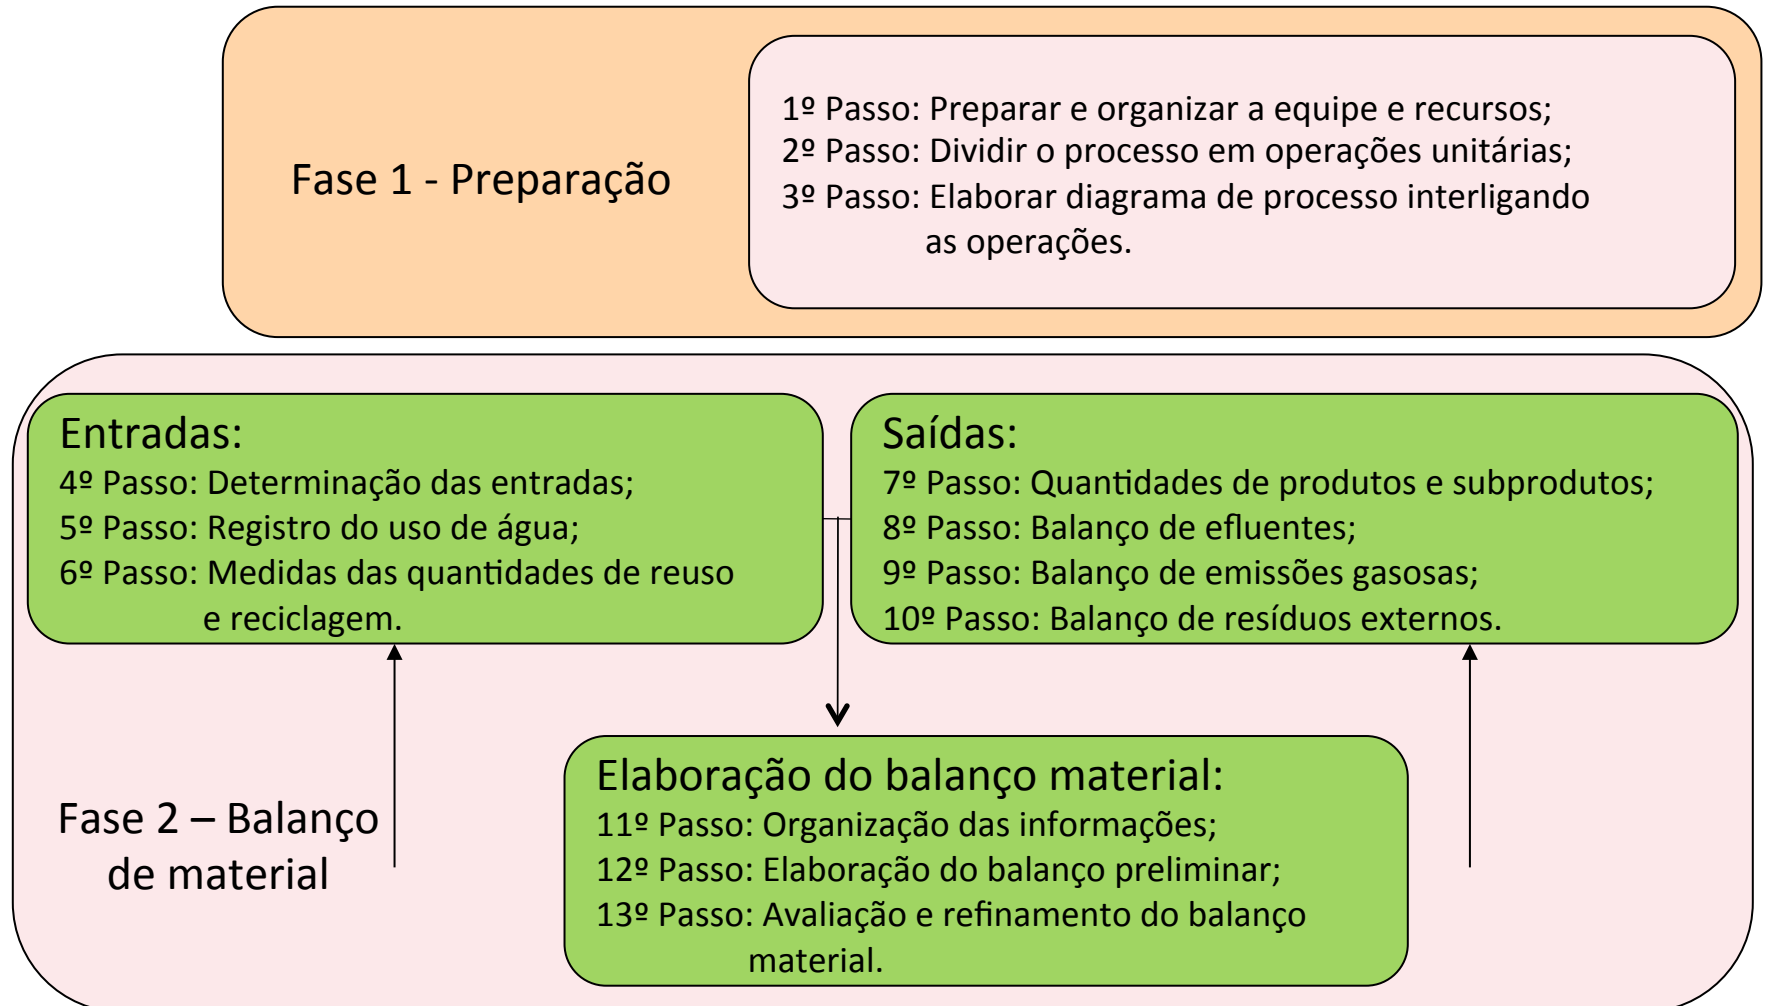 Fase 1 - Preparação
1º Passo: Preparar e organizar a equipe e recursos;
2º Passo: Dividir o processo em operações unitárias;
3º Passo: Elaborar diagrama de processo interligando
as operações.
Entradas:
4º Passo: Determinação das entradas;
5º Passo: Registro do uso de água;
6º Passo: Medidas das quantidades de reuso
e reciclagem.
Saídas:
7º Passo: Quantidades de produtos e subprodutos;
8º Passo: Balanço de efluentes;
9º Passo: Balanço de emissões gasosas;
10º Passo: Balanço de resíduos externos.
Fase 2 – Balanço
de material
Elaboração do balanço material:
11º Passo: Organização das informações;
12º Passo: Elaboração do balanço preliminar;
13º Passo: Avaliação e refinamento do balanço
material.